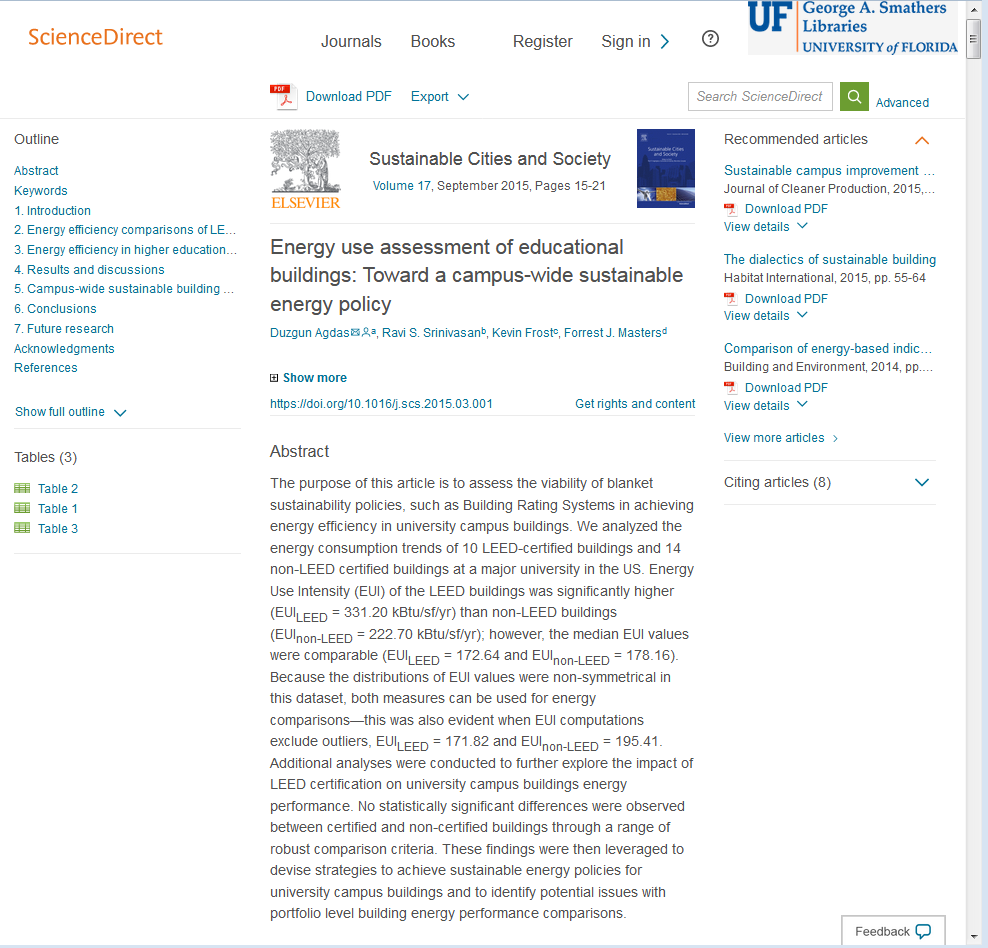 ScienceDirect
Journals Books Register Sign in ?
UF George A. Smathers
Libraries
UNIVERSITY of FLORIDA
PDF Download PDF Export
Search ScienceDirect
Advanced
Outline
Abstract
Keywords
1. Introduction
2. Energy efficiency comparisons of LE...
3. Energy efficiency in higher education...
4. Results and discussions
5. Campus-wide sustainable building ...
6. Conclusions
7. Future research
Acknowledgments
References
Show full outline
Tables (3)
Table 2
Table 1
Table 3
ELSEVIER
Sustainable Cities and Society
Volume 17, September 2015, Pages 15-21
Sustainable Cities
and Society
Energy use assessment of educational
buildings: Toward a campus-wide sustainable
energy policy
Duzgun Agdas a, Ravi S. Srinivasan b, Kevin Frost c, Forrest J. Masters d
Show more
https://doi.org/10.1016/j.scs.2015.03.001 Get rights and content
Abstract
The purpose of this article is to assess the viability of blanket
sustainability policies, such as Building Rating Systems in achieving
energy efficiency in university campus buildings. We analyzed the
energy consumption trends of 10 LEED-certified buildings and 14
non-LEED certified buildings at a major university in the US. Energy
Use Intensity (EUI) of the LEED buildings was significantly higher
(EUILEED = 331.20 kBtu/sf/yr) than non-LEED buildings
(EUInon-LEED = 222.70 kBtu/sf/yr); however, the median EUI values
were comparable (EUILEED = 172.64 and EUInon-LEED = 178.16).
Because the distributions of EUI values were non-symmetrical in
this dataset, both measures can be used for energy
comparisons—this was also evident when EUI computations
exclude outliers, EUILEED = 171.82 and EUInon-LEED = 195.41.
Additional analyses were conducted to further explore the impact of
LEED certification on university campus buildings energy
performance. No statistically significant differences were observed
between certified and non-certified buildings through a range of
robust comparison criteria. These findings were then leveraged to
devise strategies to achieve sustainable energy policies for
university campus buildings and to identify potential issues with
portfolio level building energy performance comparisons.
Recommended articles
Sustainable campus improvement ...
Journal of Cleaner Production, 2015,...
Download PDF
View details
The dialectics of sustainable building
Habitat International, 2015, pp. 55-64
Download PDF
View details
Comparison of energy-based indic...
Building and Environment, 2014, pp....
Download PDF
View details
View more articles
Citing articles (8)
Feedback